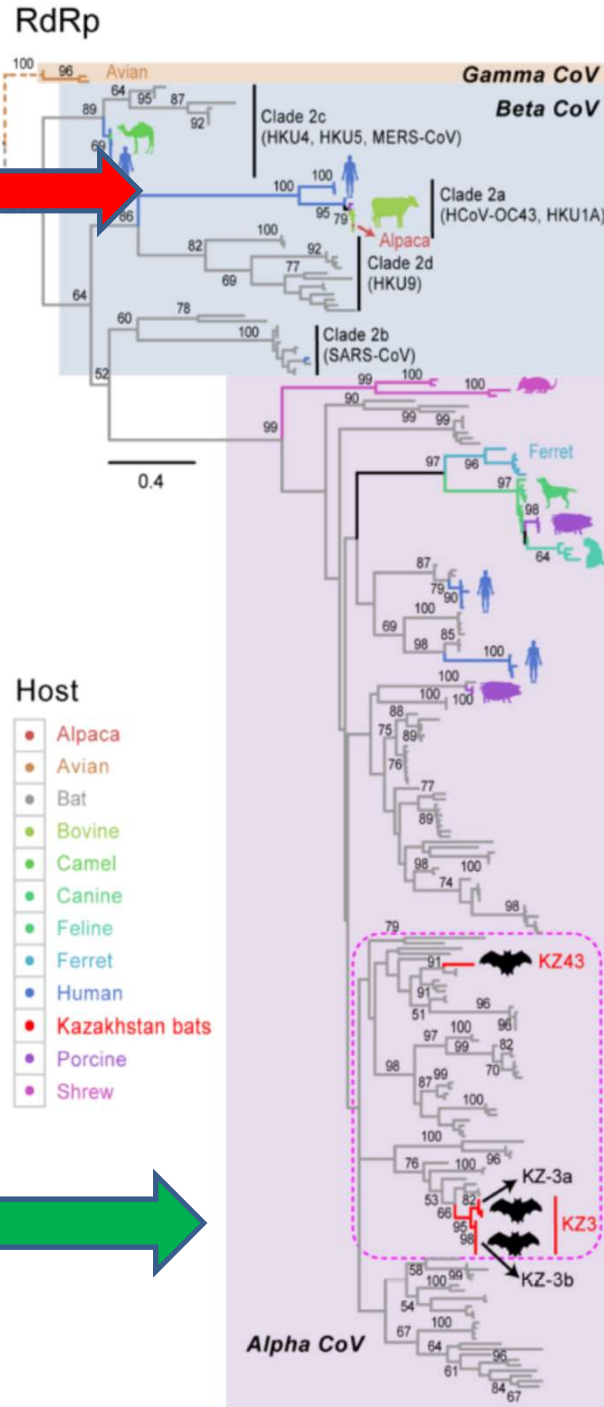 RdRp
100
96
Avian
Gamma CoV
64
95
87
Beta CoV
89
92
Clade 2c
(HKU4, HKU5, MERS-CoV)
69
100
100
Clade 2a
(HCoV-OC43, HKU1A)
95
79
86
Alpaca
100
82
92
Clade 2d
(HKU9)
77
69
64
78
60
100
Clade 2b
(SARS-CoV)
52
99
100
100
90
99
99
99
0.4
97
96
Ferret
97
98
64
87
79
90
100
69
85
98
100
100
100
100
88
75
89
76
77
89
98
100
74
98
Host
Alpaca
Avian
Bat
Bovine
Camel
Canine
Feline
Ferret
Human
Kazakhstan bats
Porcine
Shrew
79
91
KZ43
91
51
96
96
100
97
99
82
70
98
99
87
100
100
96
76
100
KZ-3a
53
82
66
KZ3
95
98
KZ-3b
58
99
100
54
100
67
64
96
61
84
67
Alpha CoV